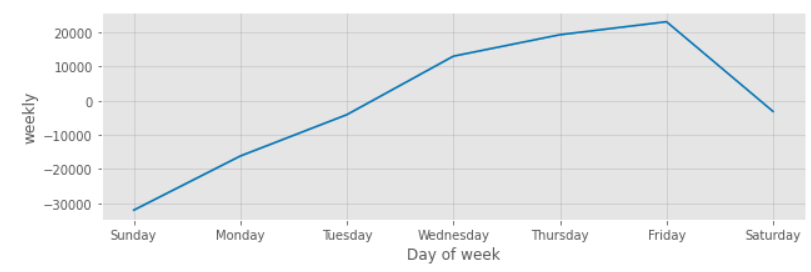 20000
10000
0
−10000
−20000
−30000
weekly
Sunday Monday Tuesday Wednesday Thursday Friday Saturday
Day of week